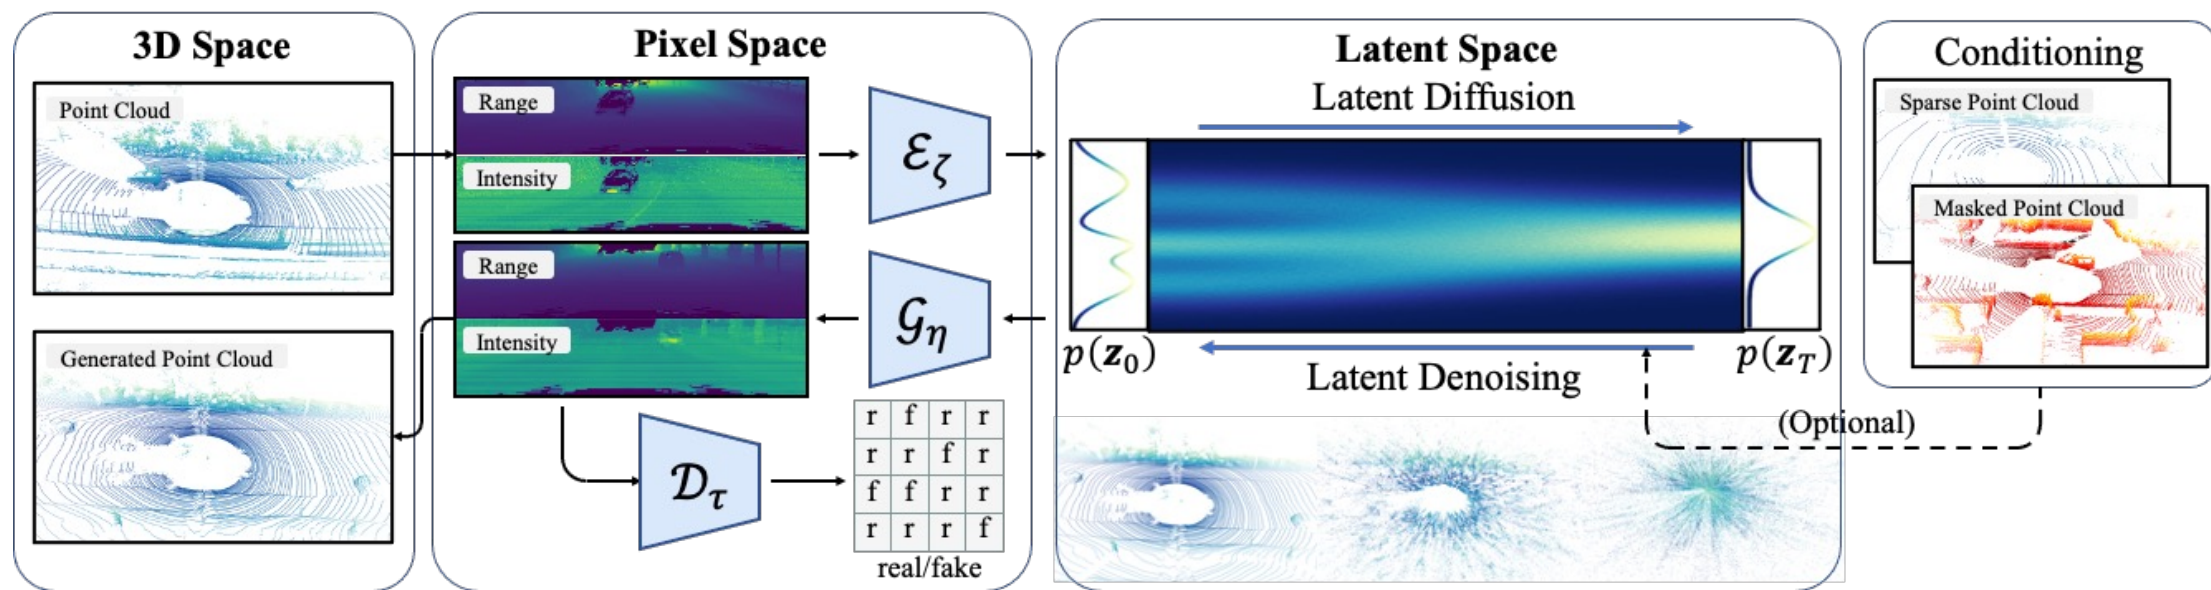 3D Space
Point Cloud
Generated Point Cloud
Pixel Space
Range
Intensity
Range
Intensity
ℰ_ζ
𝒢_η
𝒟_τ
r f r r
r r f r
f f r r
r r r f
real/fake
Latent Space
Latent Diffusion
p(z_0)
p(z_T)
Latent Denoising
(Optional)
Conditioning
Sparse Point Cloud
Masked Point Cloud